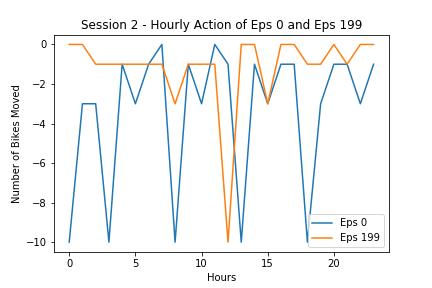 Session 2 - Hourly Action of Eps 0 and Eps 199
Number of Bikes Moved
0
−2
−4
−6
−8
−10
0
5
10
15
20
Hours
Eps 0
Eps 199